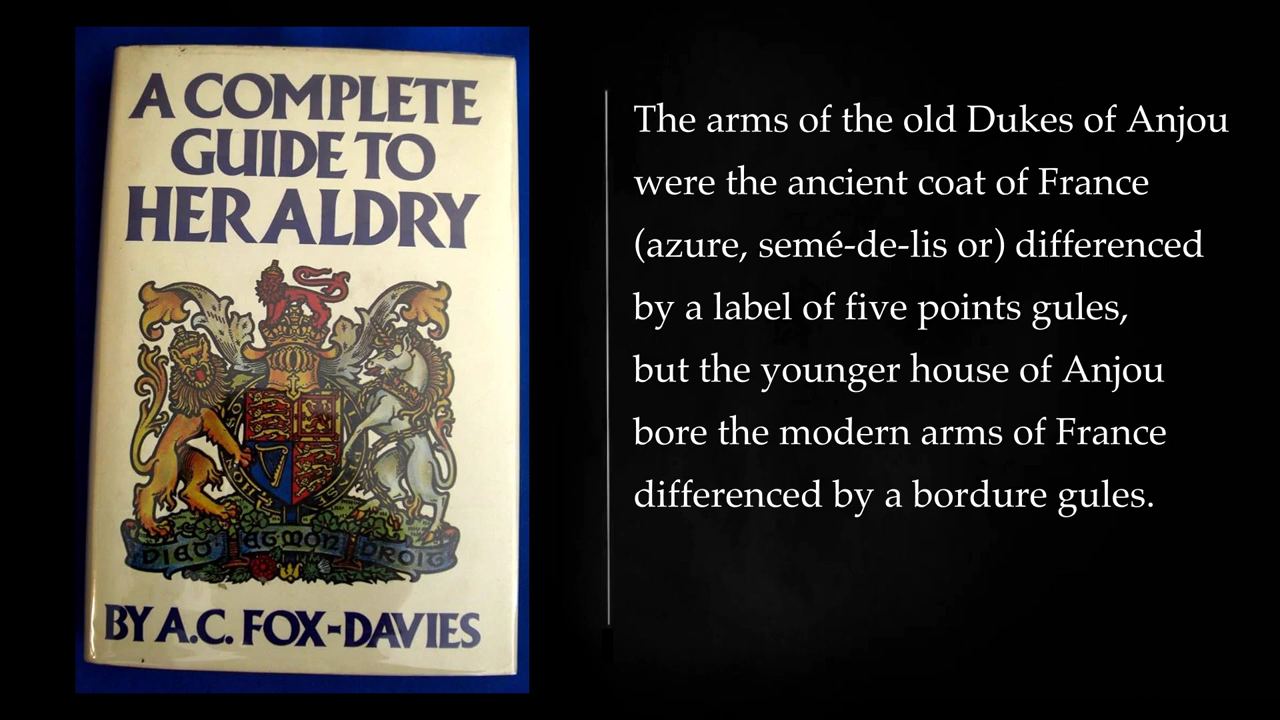 A COMPLETE
GUIDE TO
HERALDRY
DIEU ET MON DROIT
BY A.C. FOX-DAVIES
The arms of the old Dukes of Anjou
were the ancient coat of France
(azure, semé-de-lis or) differenced
by a label of five points gules,
but the younger house of Anjou
bore the modern arms of France
differenced by a bordure gules.